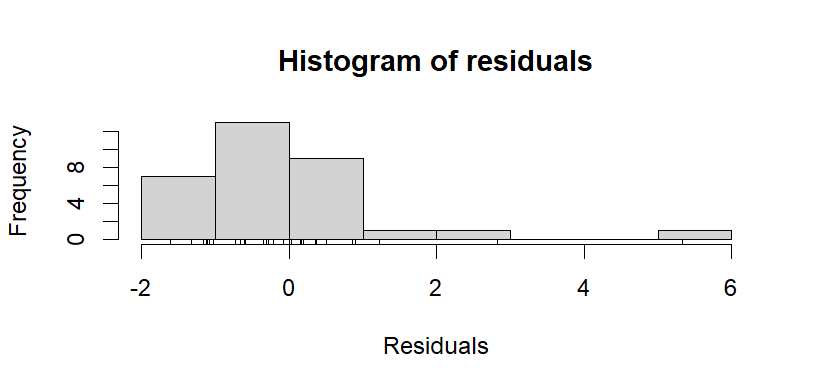 Histogram of residuals
Frequency
0 4 8
-2 0 2 4 6
Residuals